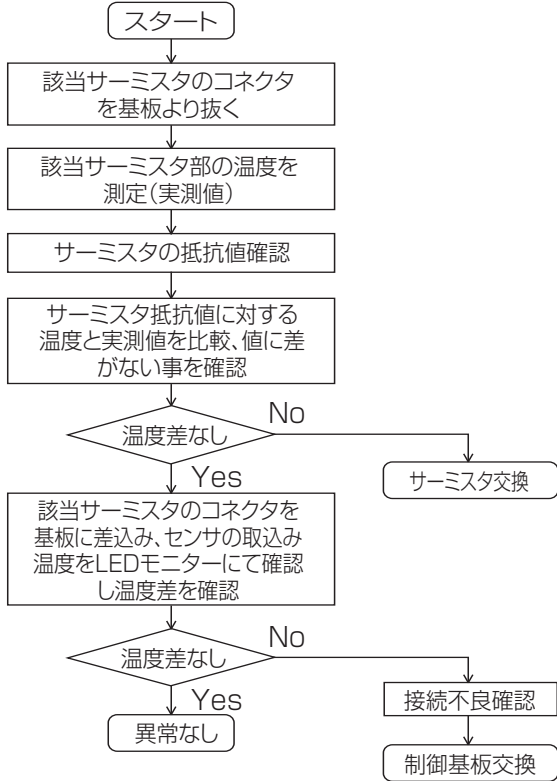 スタート
該当サーミスタのコネクタ
を基板より抜く
該当サーミスタ部の温度を
測定(実測値)
サーミスタの抵抗値確認
サーミスタ抵抗値に対する
温度と実測値を比較、値に差
がない事を確認
温度差なし
No
サーミスタ交換
Yes
該当サーミスタのコネクタを
基板に差込み、センサの取込み
温度をLEDモニターにて確認
し温度差を確認
温度差なし
No
接続不良確認
制御基板交換
Yes
異常なし